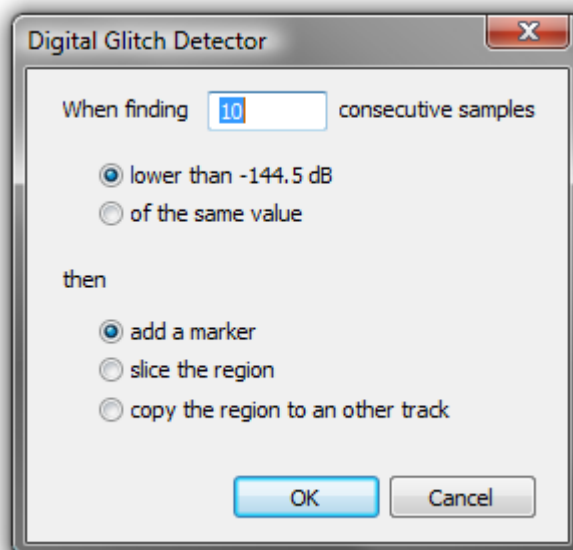 Digital Glitch Detector
When finding 10 consecutive samples
lower than -144.5 dB
of the same value
then
add a marker
slice the region
copy the region to an other track
OK Cancel